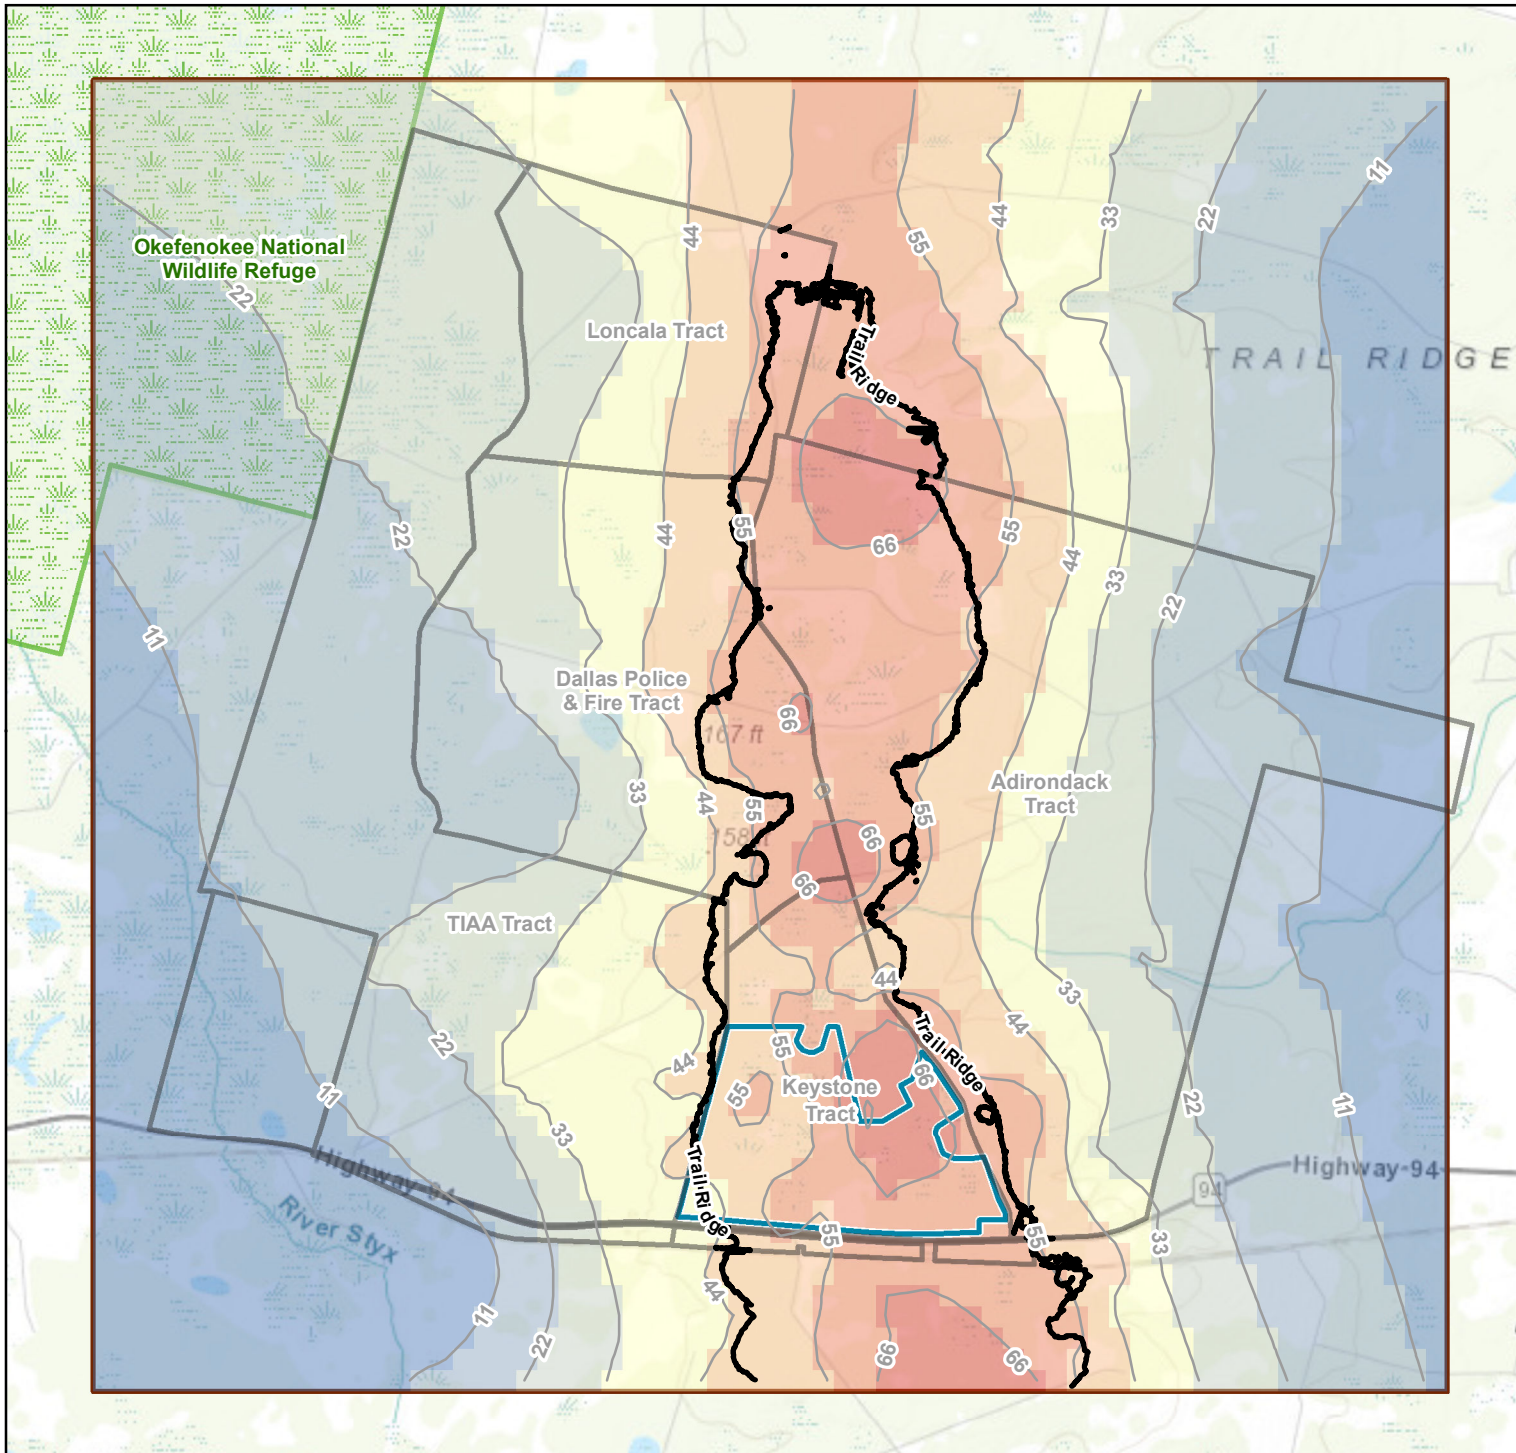 11
44
33
22
44
55
Okefenokee National
Wildlife Refuge
22
Loncala Tract
Trail Ridge
TRAIL RIDGE
22
44
55
66
55
44
33
22
11
Dallas Police
& Fire Tract
66
167 ft
33
44
55
55
Adirondack
Tract
66
66
TIAA Tract
44
33
44
22
55
44
Trail Ridge
66
Keystone
Tract
55
11
22
11
33
Highway-94
Trail Ridge
94
Highway-94
River Styx
55
55
33
44
11
22
66
66